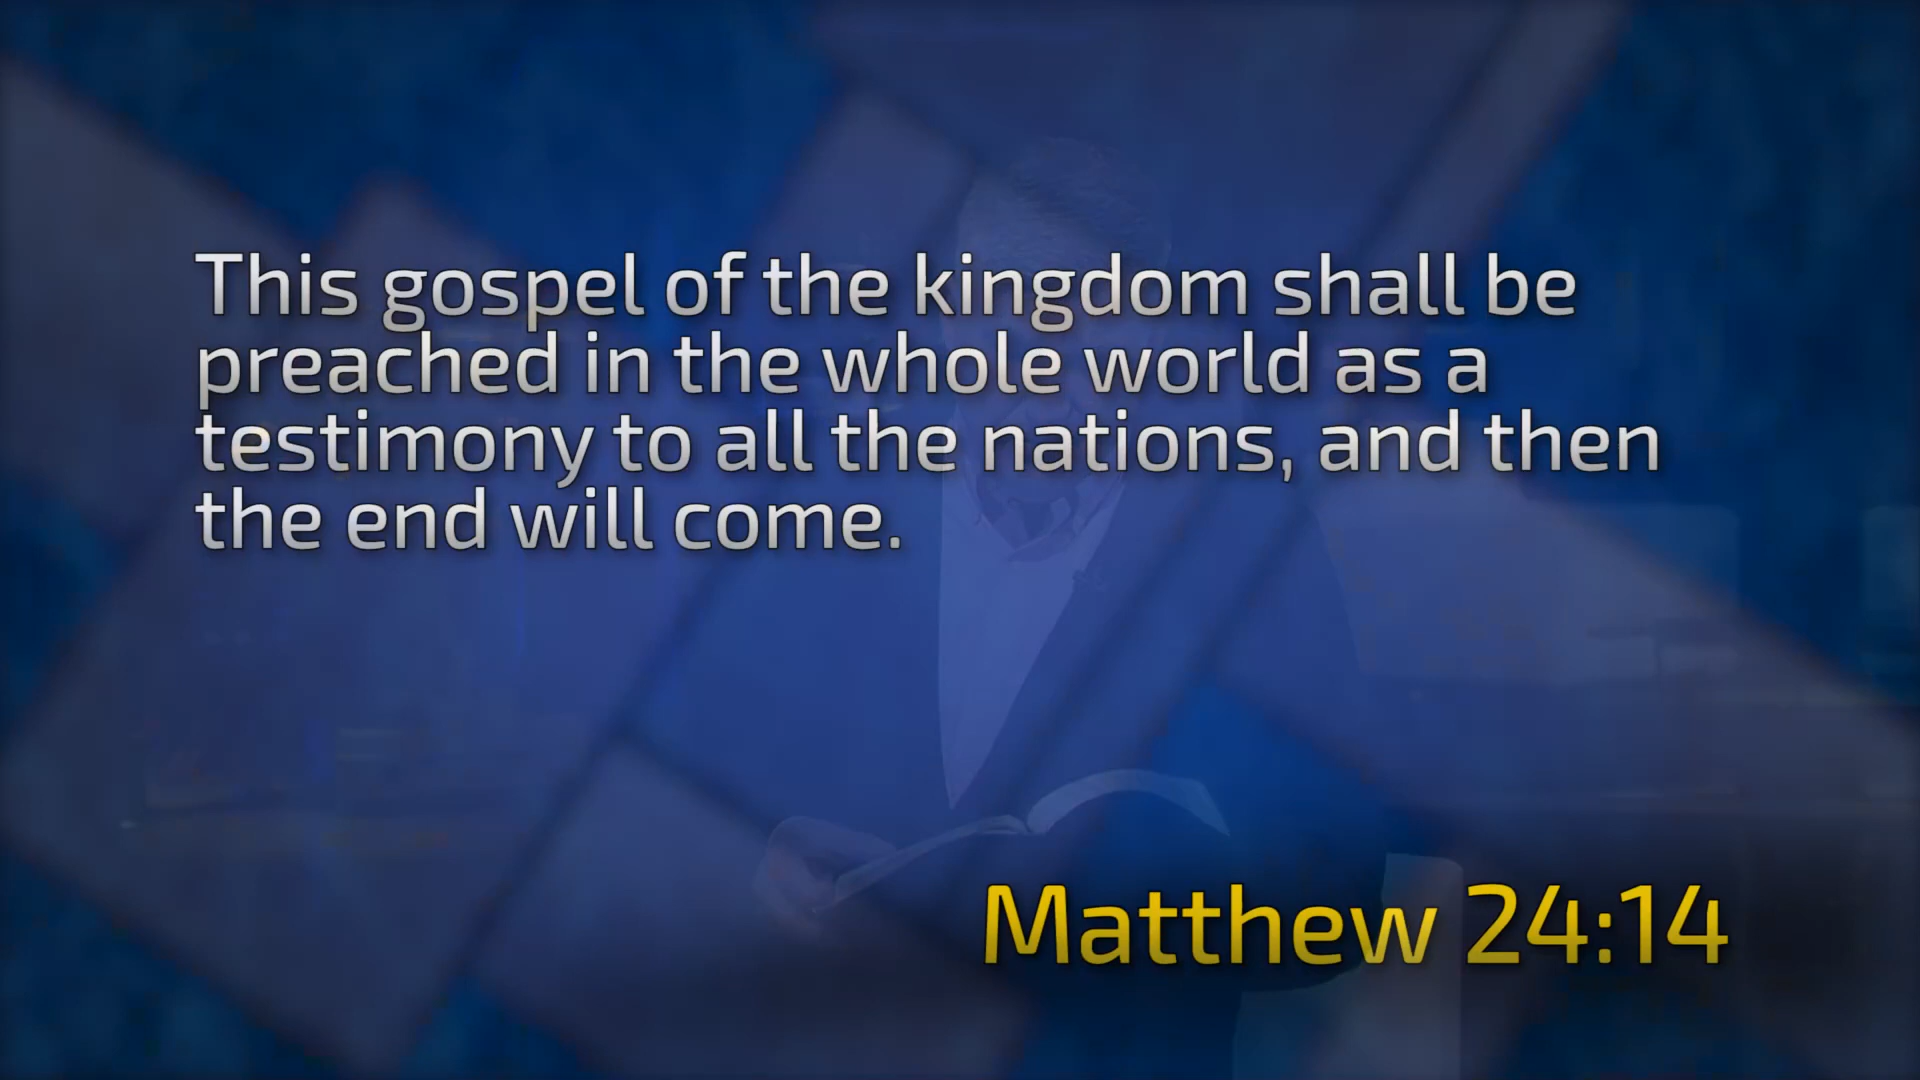 This gospel of the kingdom shall be
preached in the whole world as a
testimony to all the nations, and then
the end will come.
Matthew 24:14